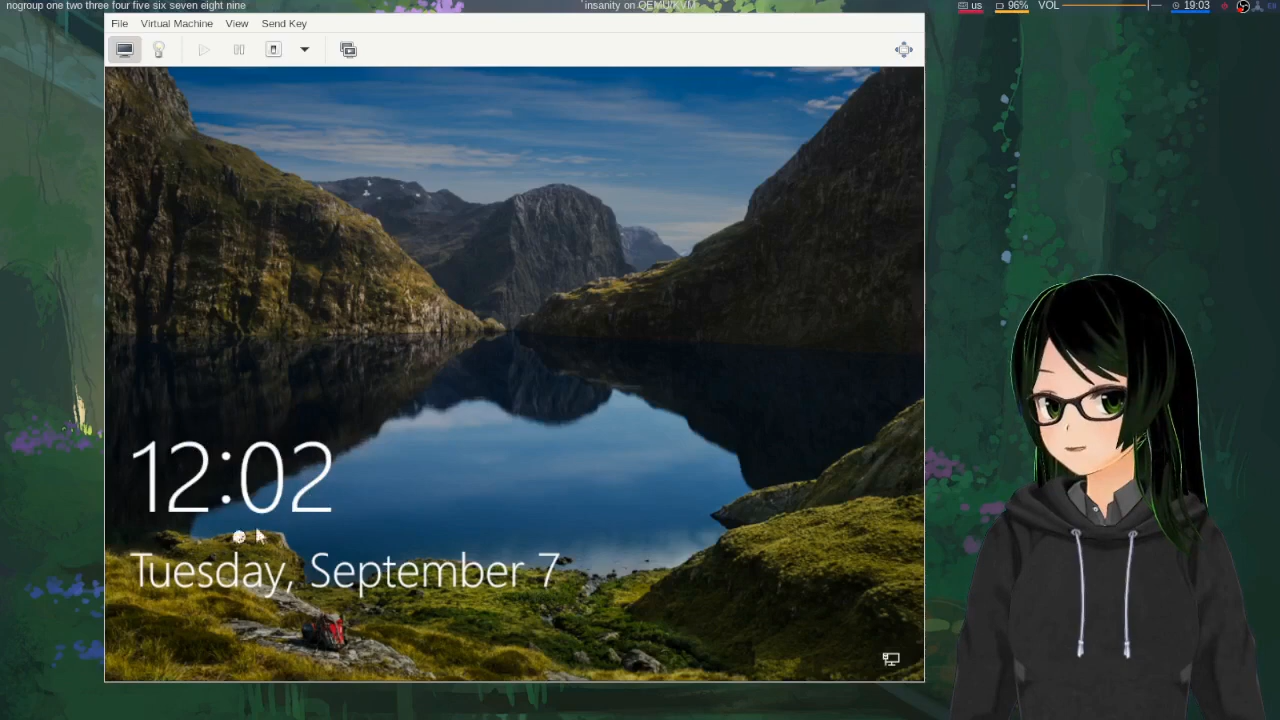 nogroup one two three four five six seven eight nine
insanity on QEMU/KVM
us 96% VOL 19:03
File Virtual Machine View Send Key
12:02
Tuesday, September 7